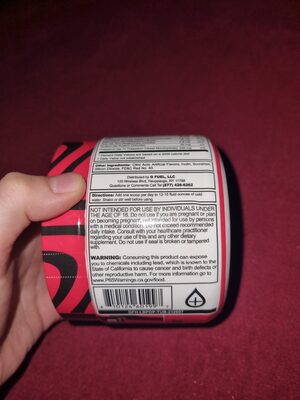 * Percent Daily Values are based on a 2000 calorie diet
† Daily value not established
Other Ingredients: Citric Acid, Artificial Flavors, Inulin, Sucralose,
Silicon Dioxide, FD&C Red No. 40
Distributed by G FUEL, LLC
Hauppauge, NY 11788
Questions or Comments Call Tel (877) 426-6262
Directions: Add one scoop per day to 12-16 fluid ounces of cold
water. Shake or stir well before using.
NOT INTENDED FOR USE BY INDIVIDUALS UNDER
THE AGE OF 18. Do not use if you are pregnant or plan
on becoming pregnant, not intended for use by persons
with a medical condition. Do not exceed recommended
daily intake. Consult with your healthcare practitioner
regarding your use of this and any other dietary
supplement. Do not use if seal is broken or tampered
with.
WARNING: Consuming this product can expose
you to chemicals including lead, which is known to the
State of California to cause cancer and birth defects or
other reproductive harm. For more information go to
www.P65Warnings.ca.gov/food.